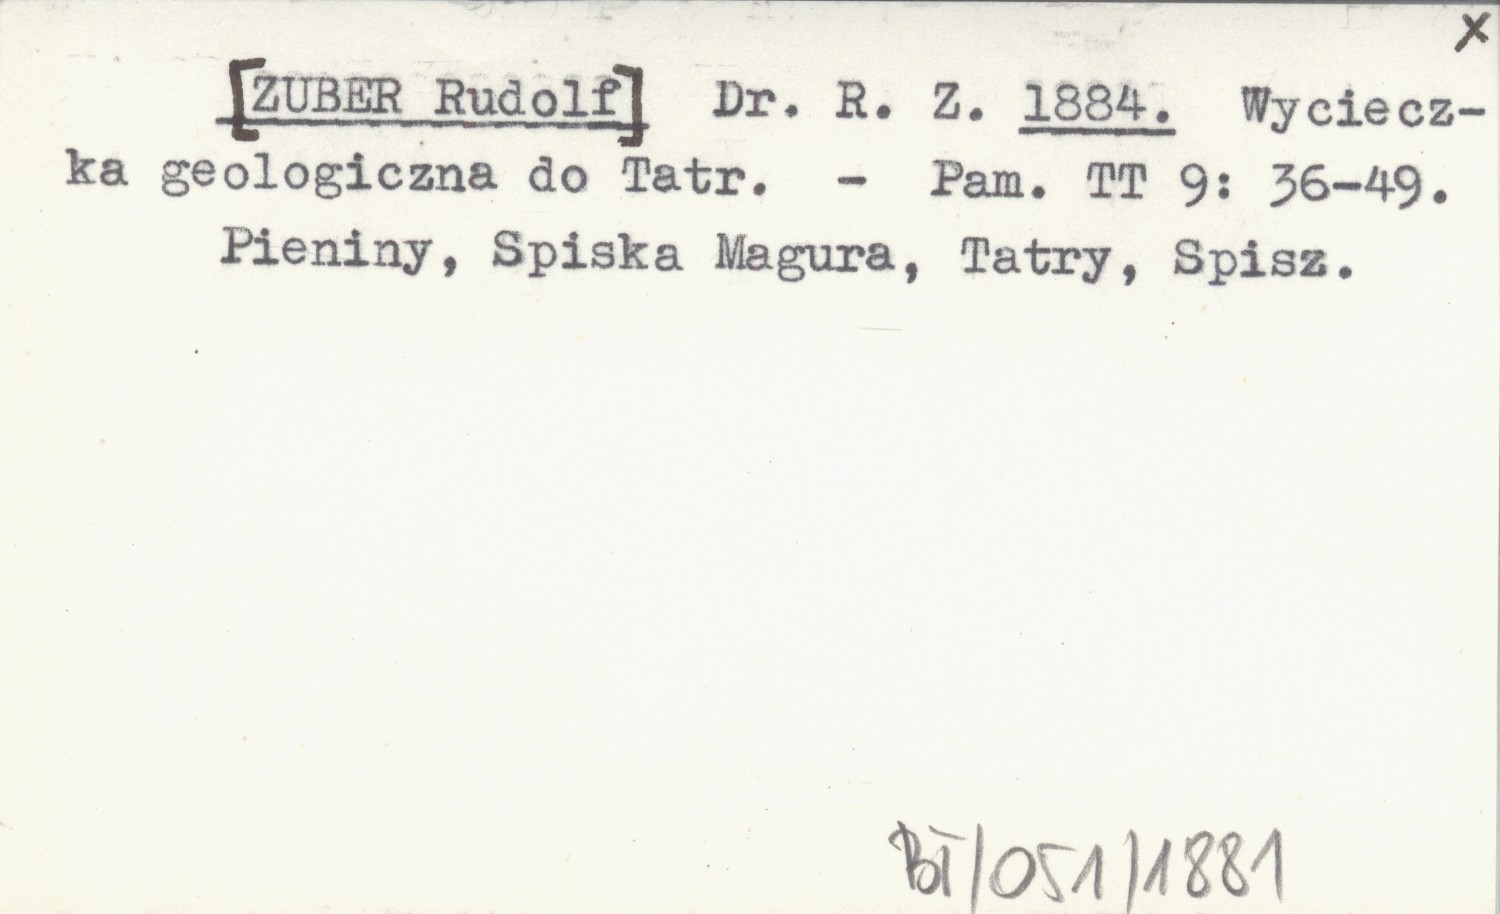 x
[ZUBER Rudolf] Dr. R. Z. 1884. Wyciecz-
ka geologiczna do Tatr. - Pam. TT 9: 36-49.
Pieniny, Spiska Magura, Tatry, Spisz.
BT/051/1881